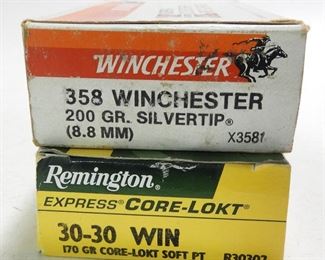 WINCHESTER
358 WINCHESTER
200 GR. SILVERTIP®
(8.8 MM) X3581
Remington
EXPRESS® CORE-LOKT®
30-30 WIN
170 GR CORE-LOKT SOFT PT R30302